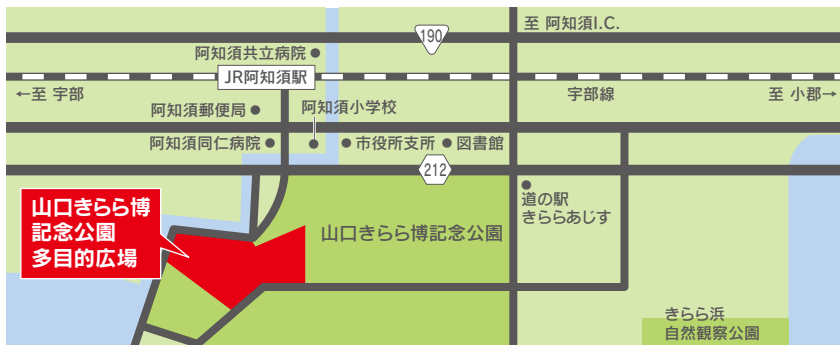 至 阿知須I.C.
190
阿知須共立病院
JR阿知須駅
←至 宇部
宇部線
至 小郡→
阿知須郵便局
阿知須小学校
阿知須同仁病院
市役所支所
図書館
212
山口きらら博
記念公園
多目的広場
山口きらら博記念公園
道の駅
きららあじす
きらら浜
自然観察公園